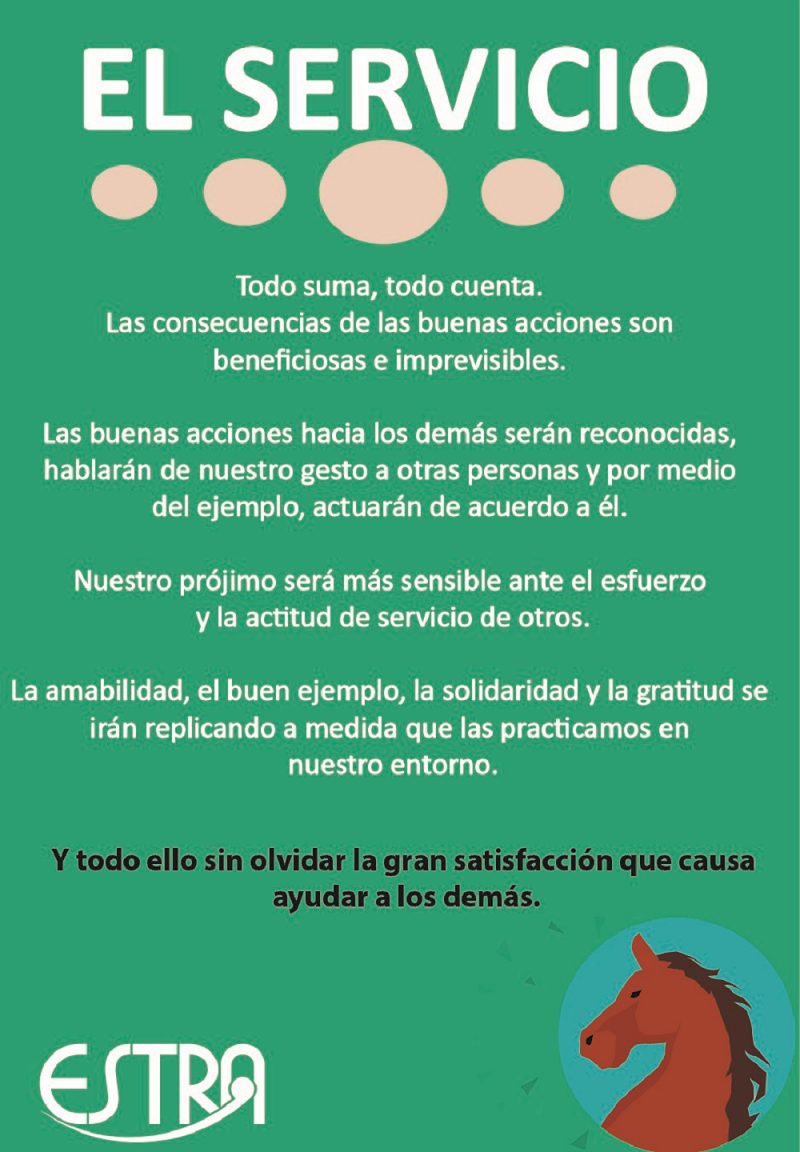 EL SERVICIO
Todo suma, todo cuenta.
Las consecuencias de las buenas acciones son
beneficiosas e imprevisibles.
Las buenas acciones hacia los demás serán reconocidas,
hablarán de nuestro gesto a otras personas y por medio
del ejemplo, actuarán de acuerdo a él.
Nuestro prójimo será más sensible ante el esfuerzo
y la actitud de servicio de otros.
La amabilidad, el buen ejemplo, la solidaridad y la gratitud se
irán replicando a medida que las practicamos en
nuestro entorno.
Y todo ello sin olvidar la gran satisfacción que causa
ayudar a los demás.
ESTRA